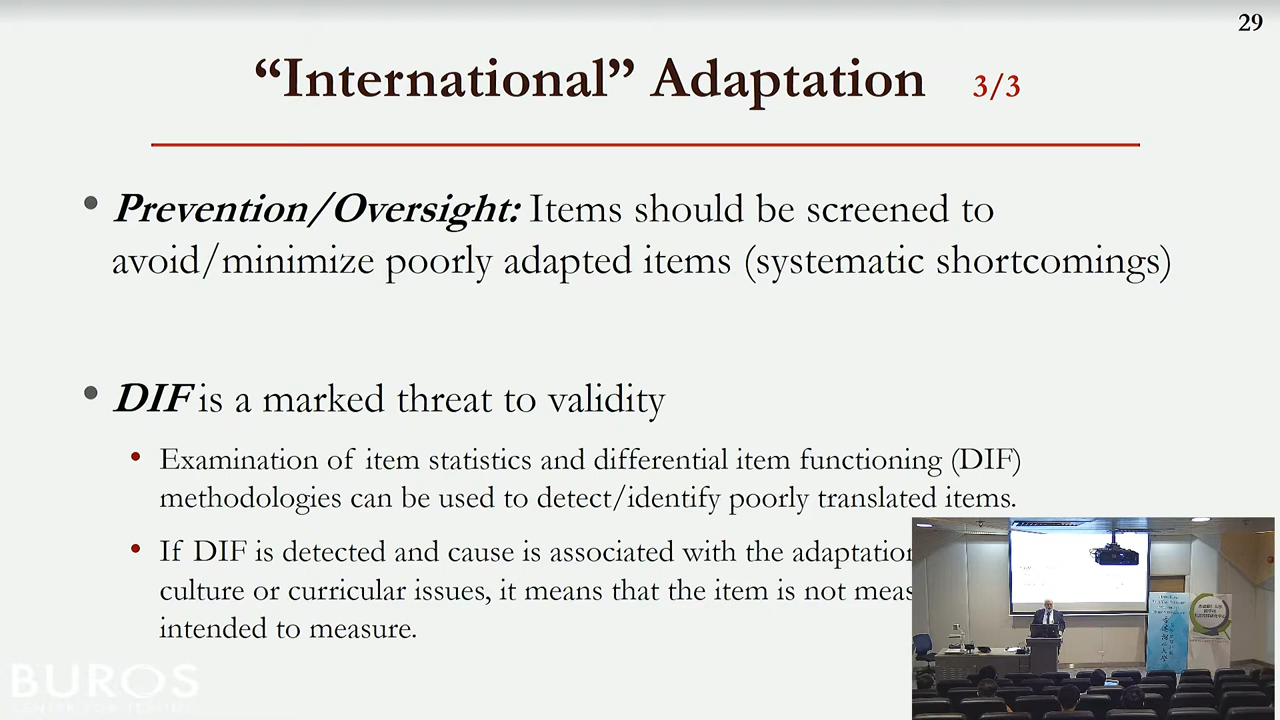 29
“International” Adaptation 3/3
• Prevention/Oversight: Items should be screened to
avoid/minimize poorly adapted items (systematic shortcomings)
• DIF is a marked threat to validity
• Examination of item statistics and differential item functioning (DIF)
methodologies can be used to detect/identify poorly translated items.
• If DIF is detected and cause is associated with the adaptation
culture or curricular issues, it means that the item is not meas
intended to measure.
BUROS
CENTER FOR TESTING